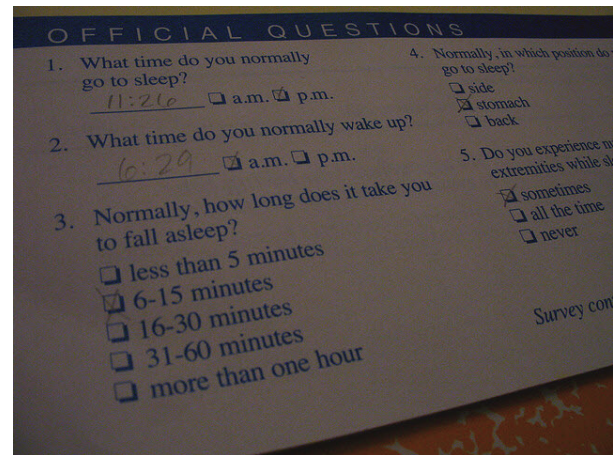 OFFICIAL QUESTIONS
1. What time do you normally
go to sleep?
11:26 a.m. p.m.
2. What time do you normally wake up?
6:29 a.m. p.m.
3. Normally, how long does it take you
to fall asleep?
less than 5 minutes
6-15 minutes
16-30 minutes
31-60 minutes
more than one hour
4. Normally, in which position do
go to sleep?
side
stomach
back
5. Do you experience
extremities while
sometimes
all the time
never
Survey